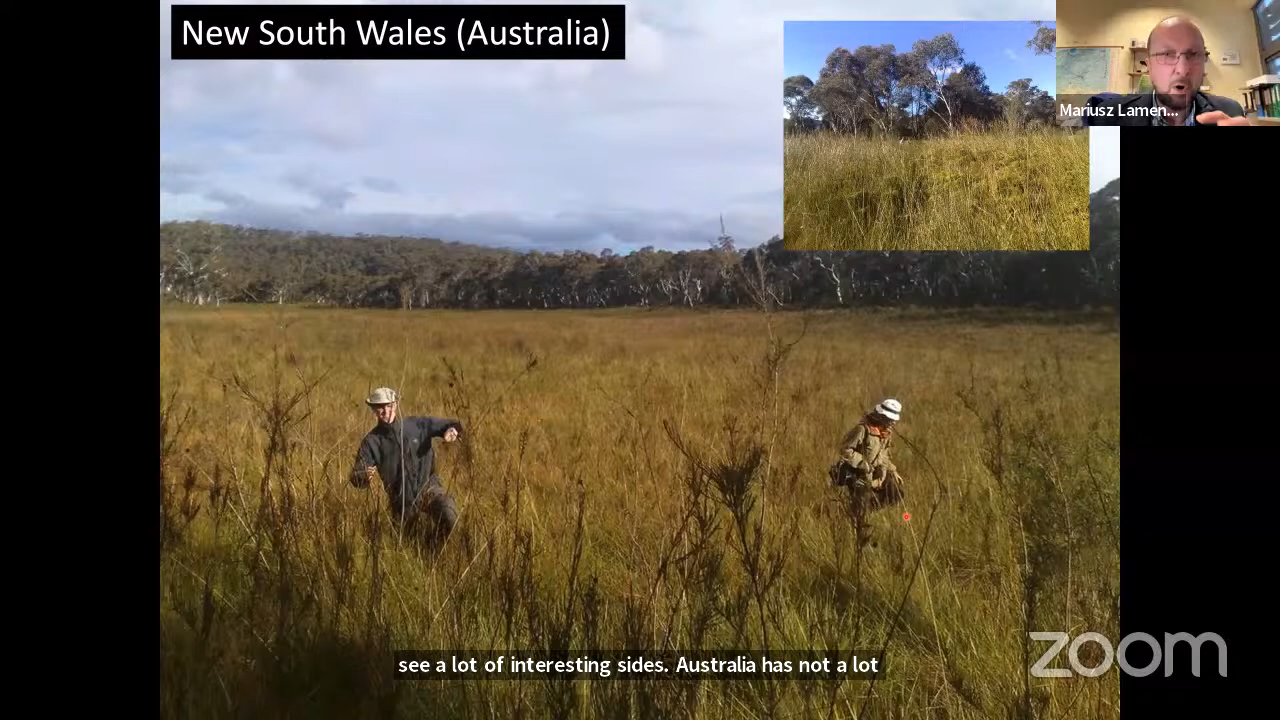 New South Wales (Australia)
Mariusz Lamen...
see a lot of interesting sides. Australia has not a lot
zoom